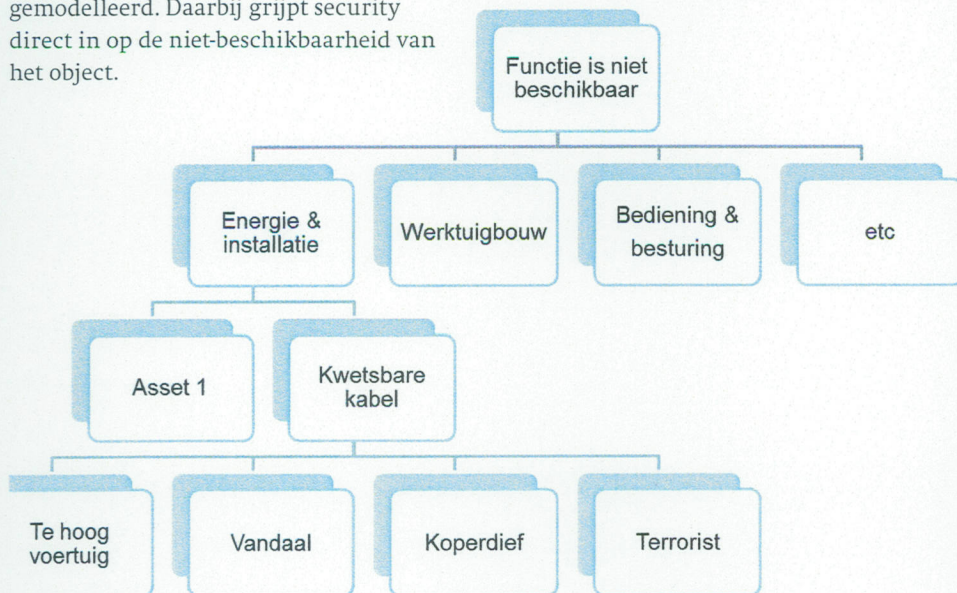 gemodelleerd. Daarbij grijpt security
direct in op de niet-beschikbaarheid van
het object.
Functie is niet
beschikbaar
Energie &
installatie
Werktuigbouw
Bediening &
besturing
etc
Asset 1
Kwetsbare
kabel
Te hoog
voertuig
Vandaal
Koperdief
Terrorist